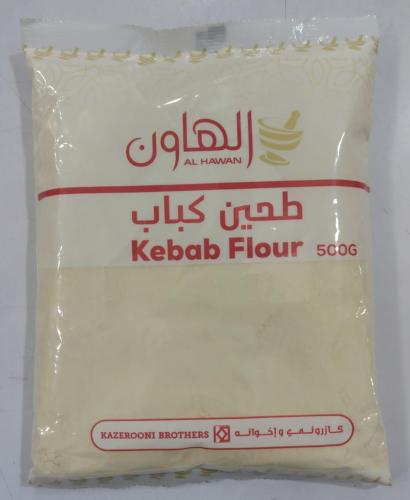 الهاون
AL HAWAN
طحين كباب
Kebab Flour 500G
KAZEROONI BROTHERS كازروني و إخوانه